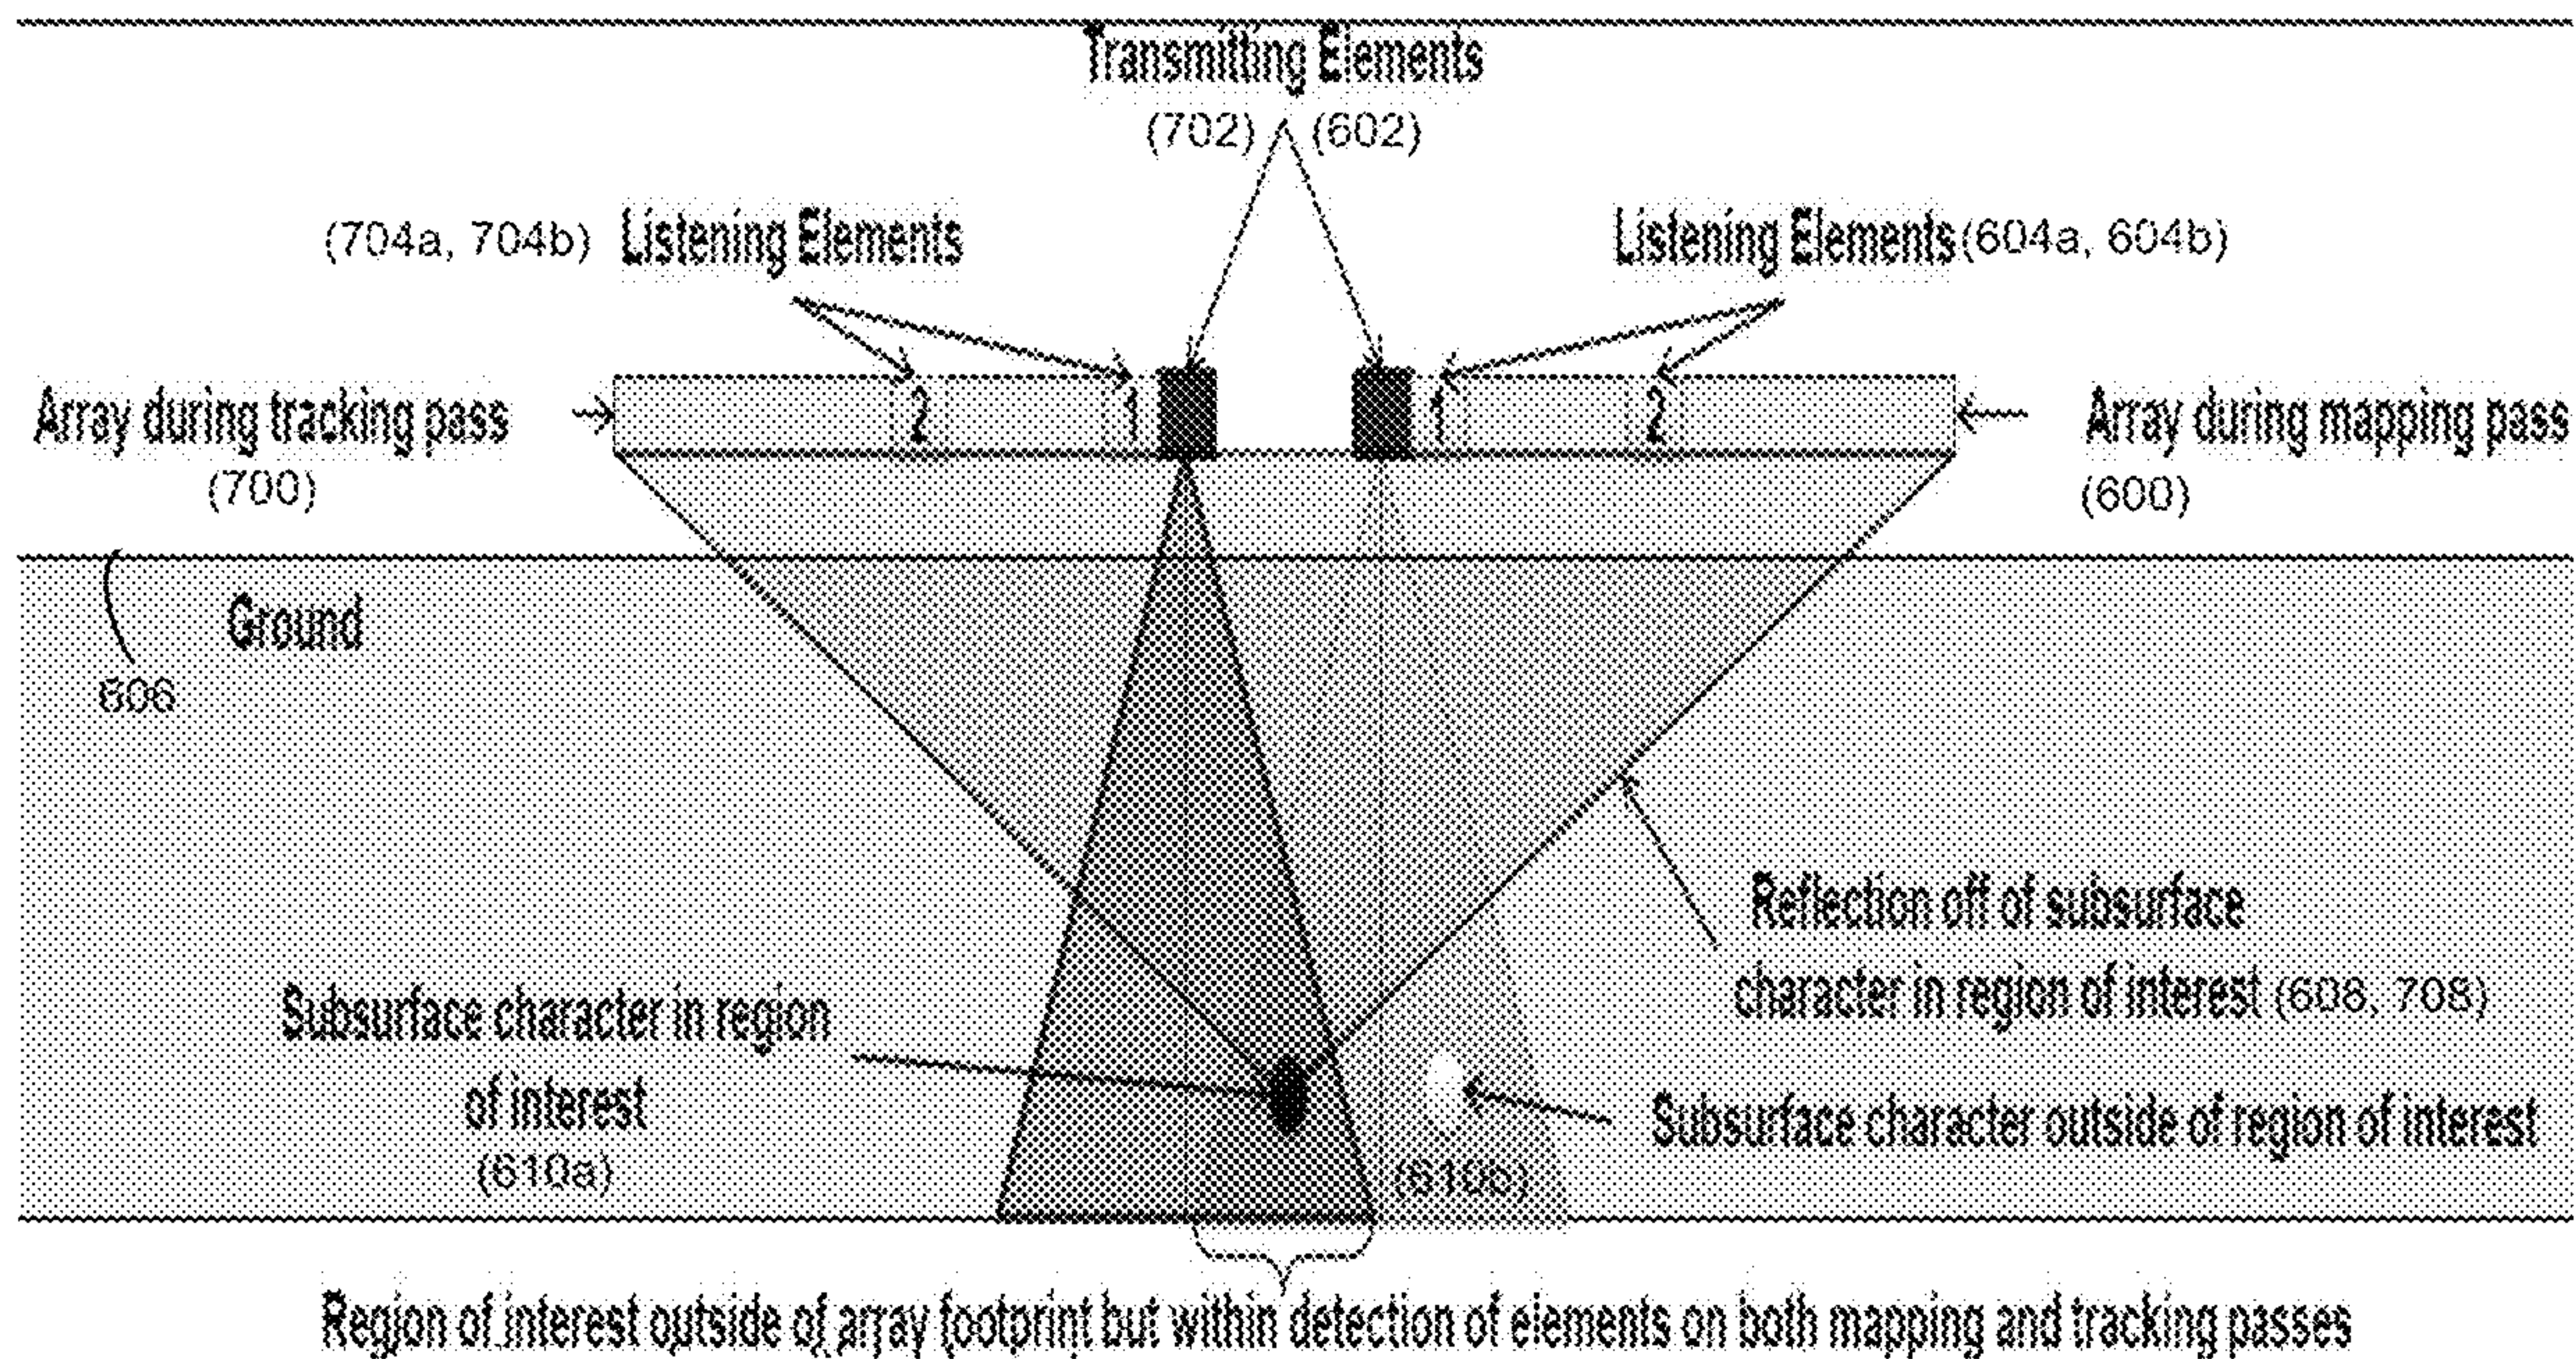 Transmitting Elements
(702) (602)
(704a, 704b) Listening Elements
Listening Elements (604a, 604b)
2 1 1 2
Array during tracking pass
(700)
Array during mapping pass
(600)
Ground
606
Reflection off of subsurface
character in region of interest (608, 708)
Subsurface character in region
of interest
(610a)
Subsurface character outside of region of interest
(610b)
Region of interest outside of array footprint but within detection of elements on both mapping and tracking passes